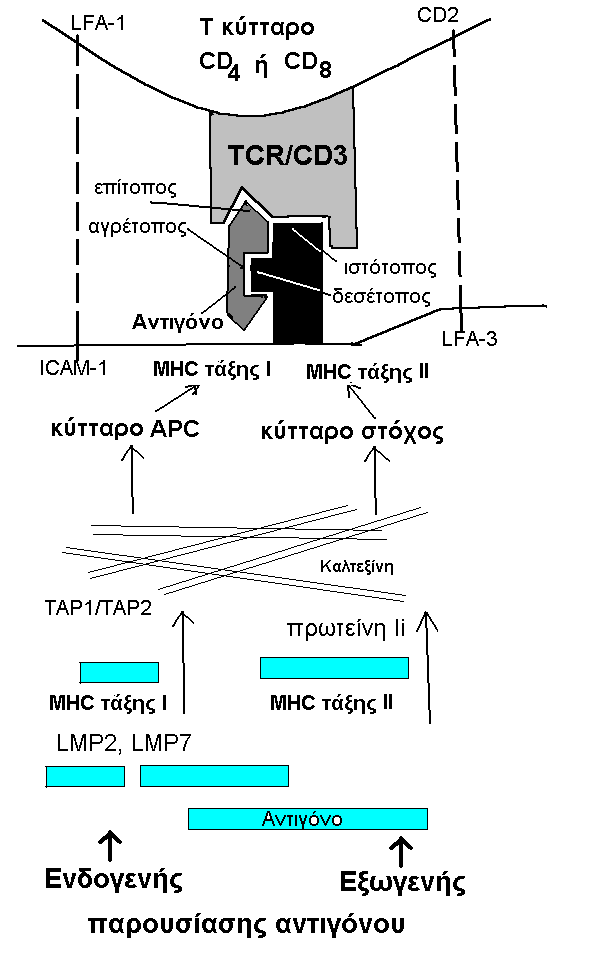 LFA-1
CD2
Τ κύτταρο
CD4 ή CD8
TCR/CD3
επίτοπος
αγρέτοπος
ιστότοπος
δεσέτοπος
Αντιγόνο
LFA-3
ICAM-1
MHC τάξης I
MHC τάξης II
κύτταρο APC
κύτταρο στόχος
Καλτεξίνη
TAP1/TAP2
πρωτείνη Ii
MHC τάξης I
MHC τάξης II
LMP2, LMP7
Αντιγόνο
Ενδογενής
Εξωγενής
παρουσίασης αντιγόνου